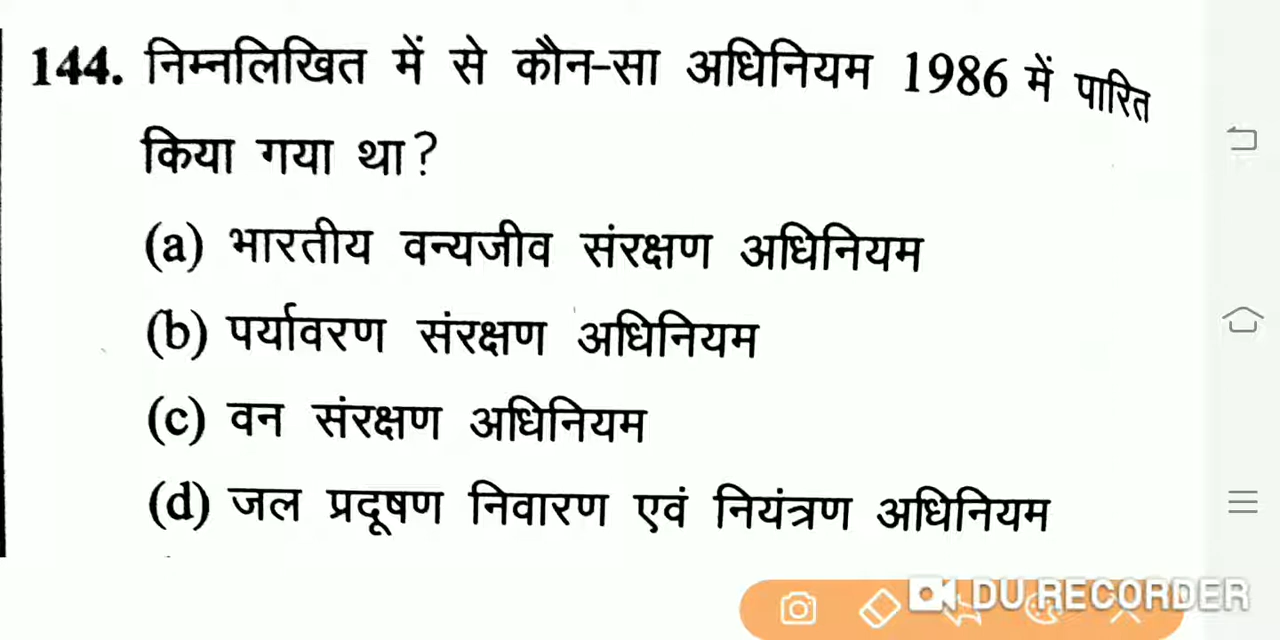 144. निम्नलिखित में से कौन-सा अधिनियम 1986 में पारित
किया गया था?
(a) भारतीय वन्यजीव संरक्षण अधिनियम
(b) पर्यावरण संरक्षण अधिनियम
(c) वन संरक्षण अधिनियम
(d) जल प्रदूषण निवारण एवं नियंत्रण अधिनियम
DU RECORDER